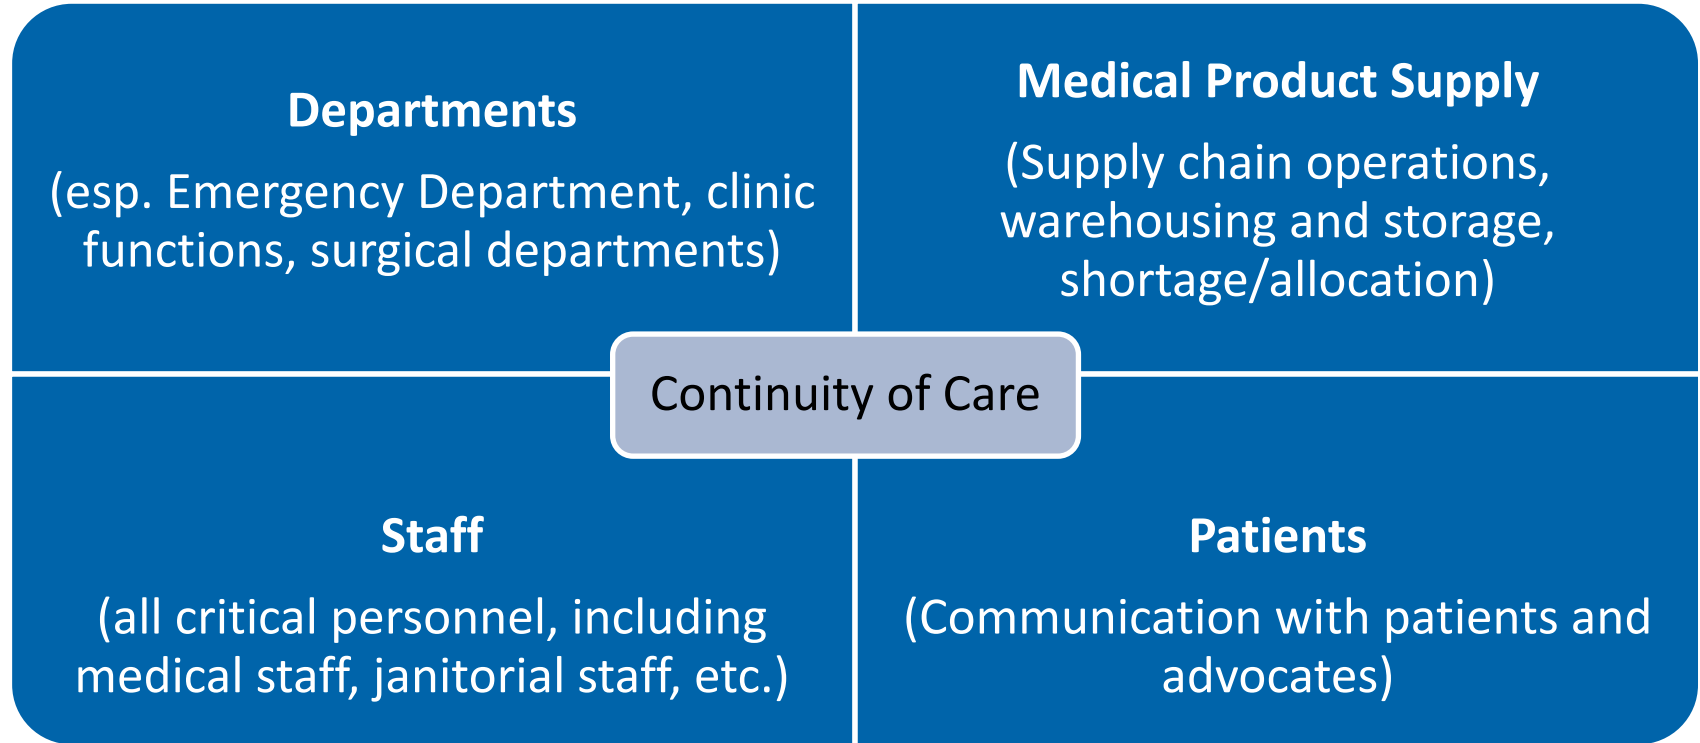 Departments
(esp. Emergency Department, clinic
functions, surgical departments)
Medical Product Supply
(Supply chain operations,
warehousing and storage,
shortage/allocation)
Continuity of Care
Staff
(all critical personnel, including
medical staff, janitorial staff, etc.)
Patients
(Communication with patients and
advocates)